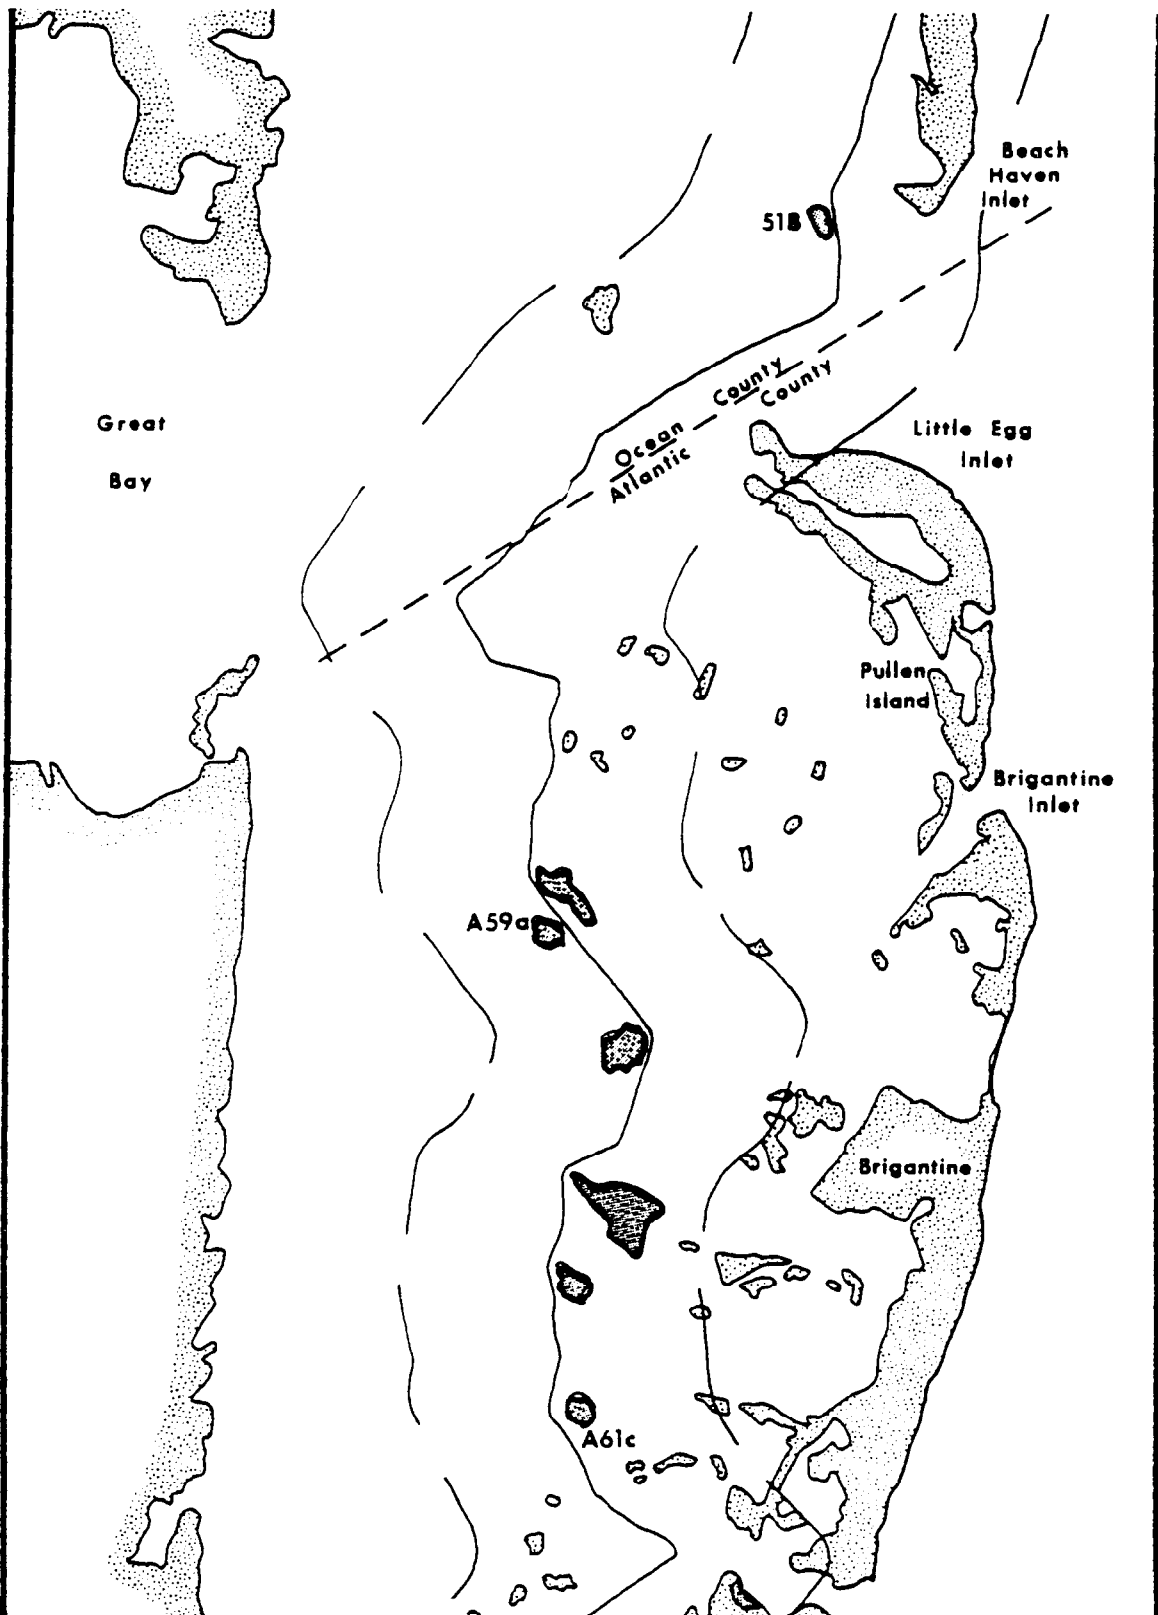 Beach
Haven
Inlet
51B
Ocean County
Atlantic County
Great
Bay
Little Egg
Inlet
Pullen
Island
Brigantine
Inlet
A59a
Brigantine
A61c